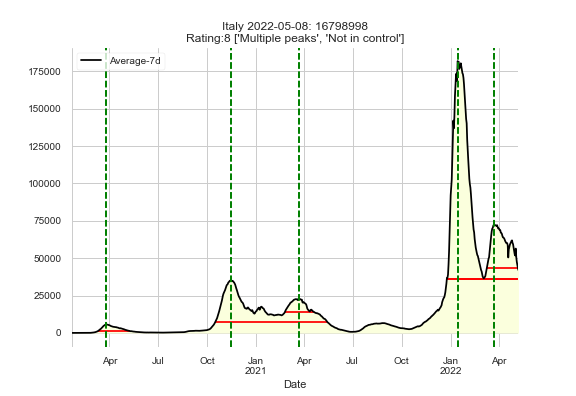 Italy 2022-05-08: 16798998
Rating:8 ['Multiple peaks', 'Not in control']
Average-7d
175000
150000
125000
100000
75000
50000
25000
0
Apr Jul Oct Jan Apr Jul Oct Jan Apr
2021 2022
Date